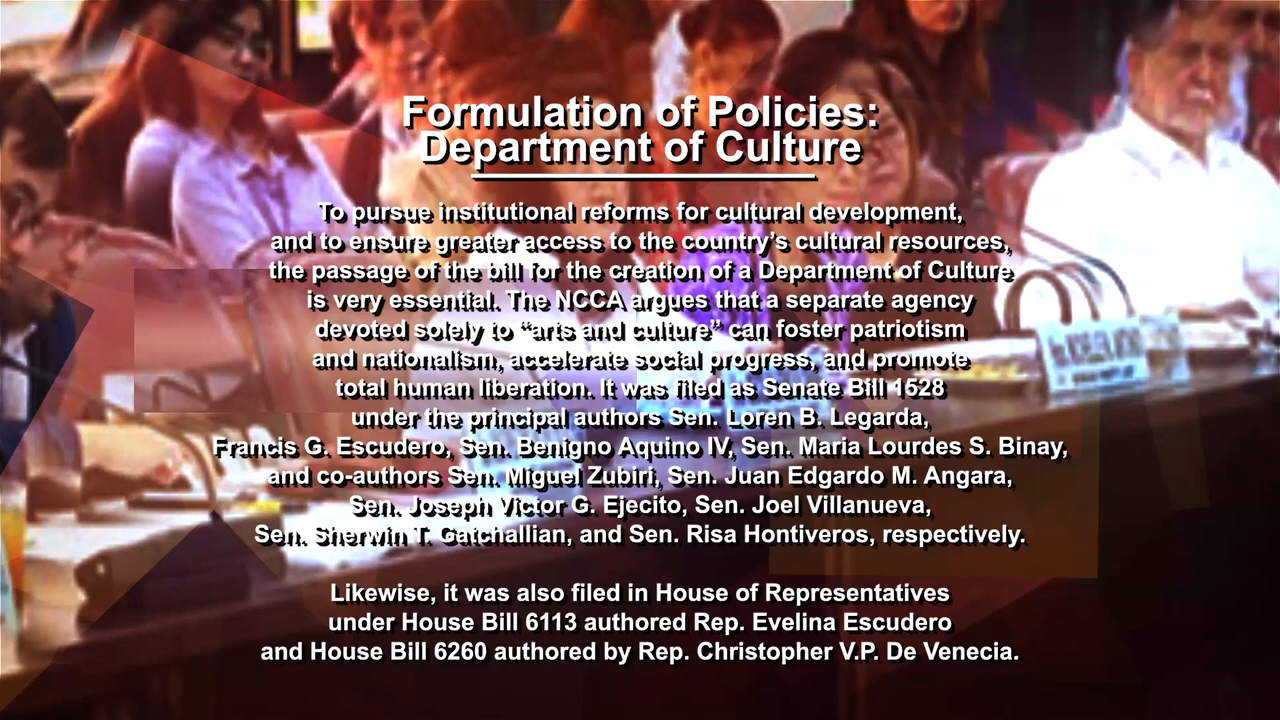 Formulation of Policies:
Department of Culture
To pursue institutional reforms for cultural development,
and to ensure greater access to the country's cultural resources,
the passage of the bill for the creation of a Department of Culture
is very essential. The NCCA argues that a separate agency
devoted solely to “arts and culture” can foster patriotism
and nationalism, accelerate social progress, and promote
total human liberation. It was filed as Senate Bill 1528
under the principal authors Sen. Loren B. Legarda,
Francis G. Escudero, Sen. Benigno Aquino IV, Sen. Maria Lourdes S. Binay,
and co-authors Sen. Miguel Zubiri, Sen. Juan Edgardo M. Angara,
Sen. Joseph Victor G. Ejecito, Sen. Joel Villanueva,
Sen. Sherwin T. Gatchallian, and Sen. Risa Hontiveros, respectively.
Likewise, it was also filed in House of Representatives
under House Bill 6113 authored Rep. Evelina Escudero
and House Bill 6260 authored by Rep. Christopher V.P. De Venecia.